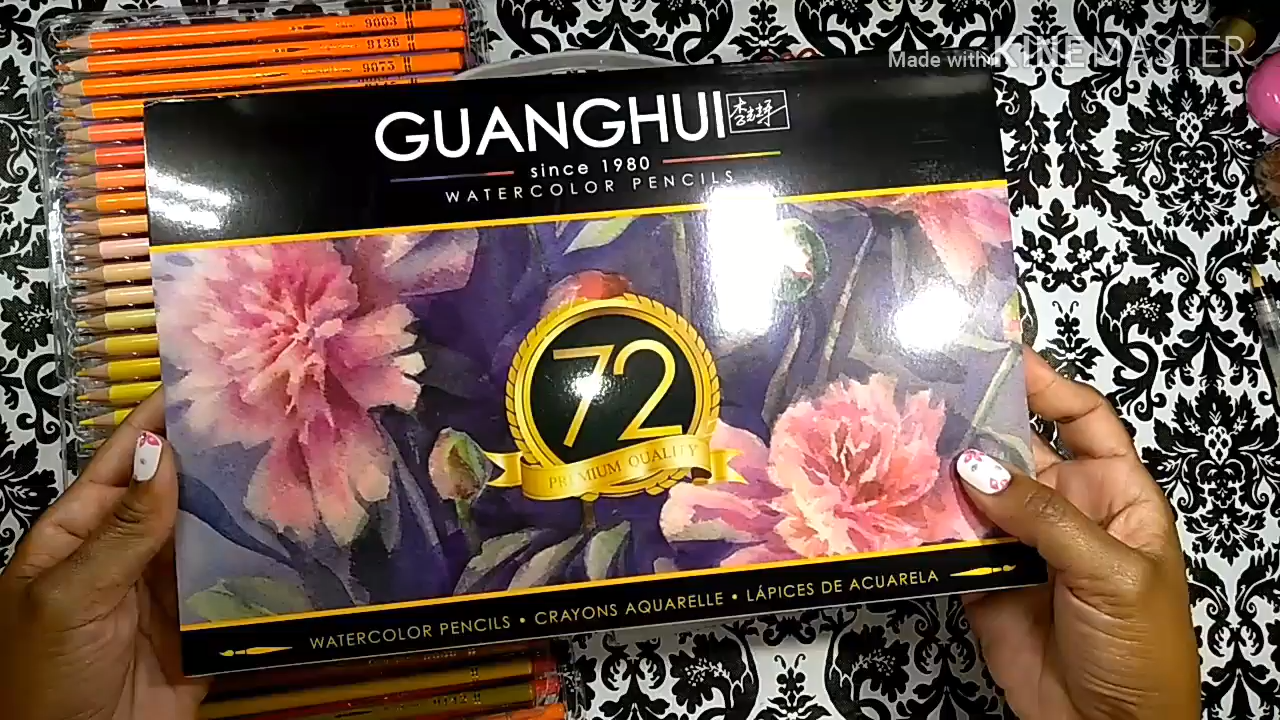 Made with KINEMASTER
9003
9136
9075
GUANGHUI
since 1980
WATERCOLOR PENCILS
72
PREMIUM QUALITY
WATERCOLOR PENCILS • CRAYONS AQUARELLE • LÁPICES DE ACUARELA